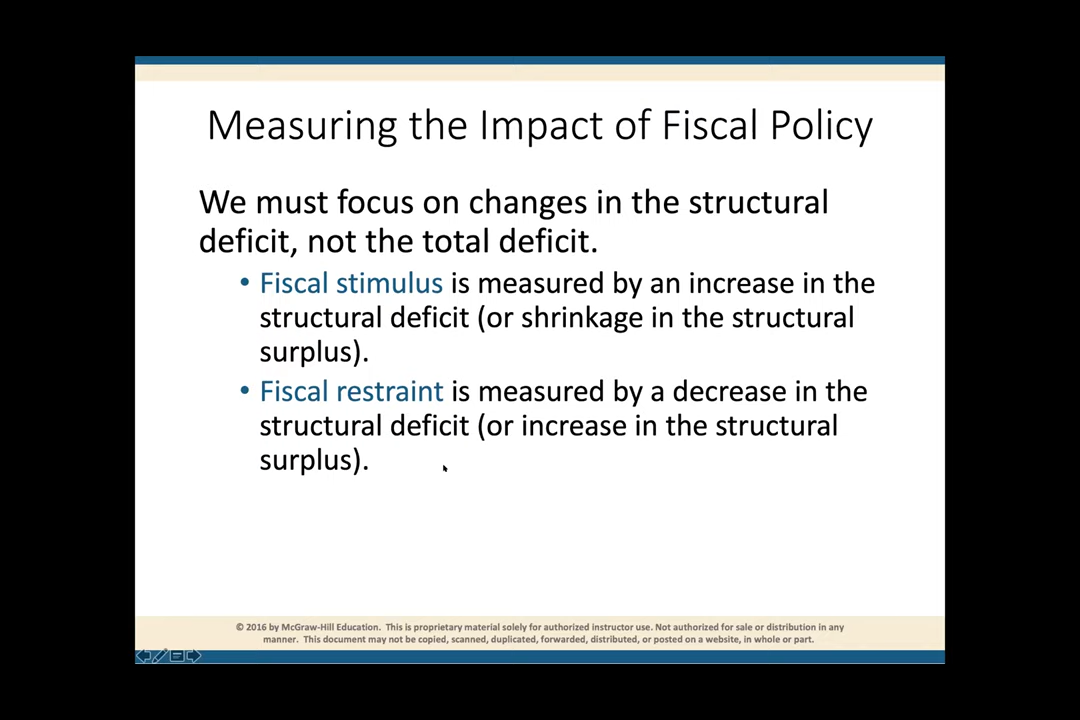 Measuring the Impact of Fiscal Policy
We must focus on changes in the structural
deficit, not the total deficit.
• Fiscal stimulus is measured by an increase in the
structural deficit (or shrinkage in the structural
surplus).
• Fiscal restraint is measured by a decrease in the
structural deficit (or increase in the structural
surplus).
© 2016 by McGraw-Hill Education. This is proprietary material solely for authorized instructor use. Not authorized for sale or distribution in any
manner. This document may not be copied, scanned, duplicated, forwarded, distributed, or posted on a website, in whole or part.